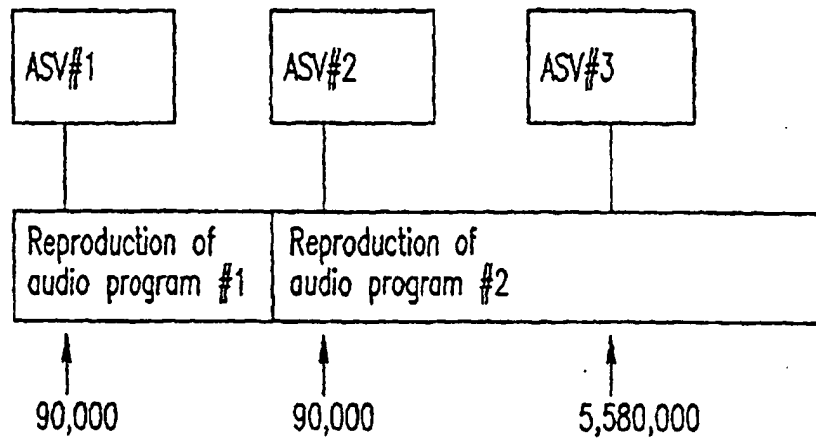 ASV#1
ASV#2
ASV#3
Reproduction of
audio program #1
Reproduction of
audio program #2
90,000
90,000
5,580,000